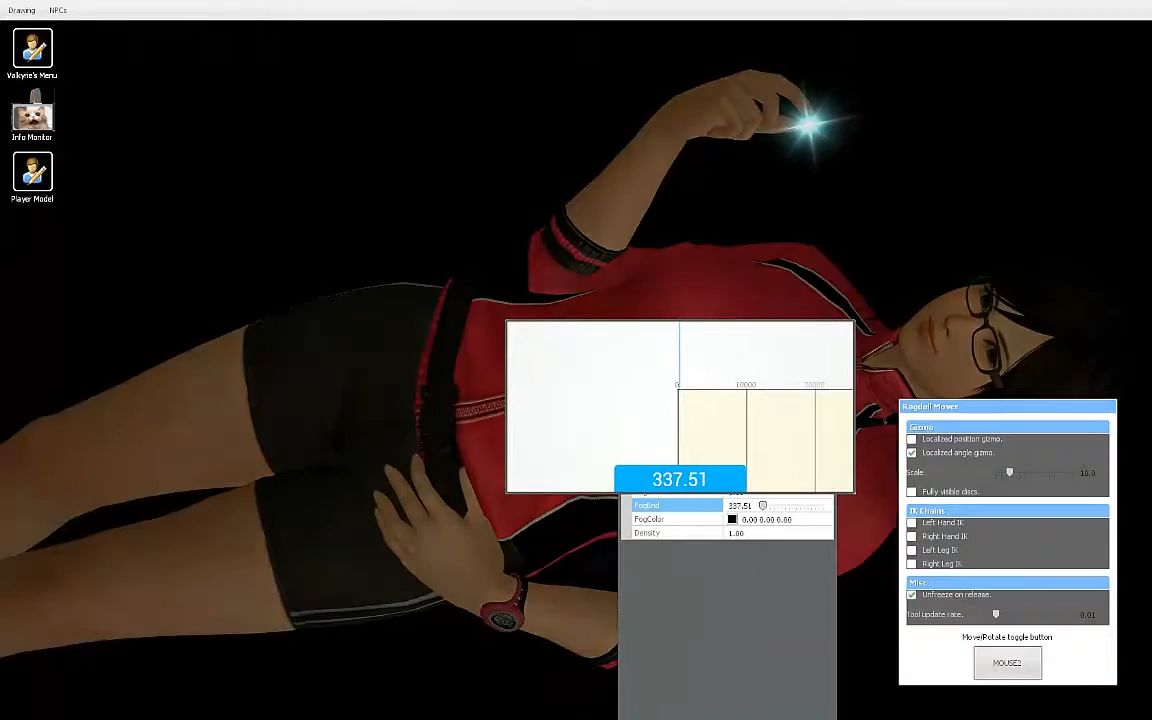 Drawing NPCs
Valkyrie's Menu
Info Monitor
Player Model
0 10000 20000
337.51
FogEnd 337.51
FogColor 0.00 0.00 0.00
Density 1.00
Ragdoll Mover
Gizmo
Localized position gizmo.
Localized angle gizmo.
Scale 10.0
Fully visible discs.
IK Chains
Left Hand IK
Right Hand IK
Left Leg IK
Right Leg IK
Misc
Unfreeze on release.
Tool update rate. 0.01
Move/Rotate toggle button
MOUSE2